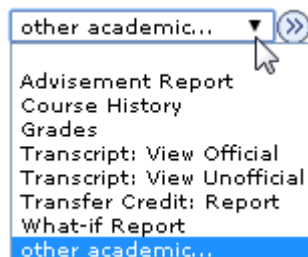 other academic...
Advisement Report
Course History
Grades
Transcript: View Official
Transcript: View Unofficial
Transfer Credit: Report
What-if Report
other academic...